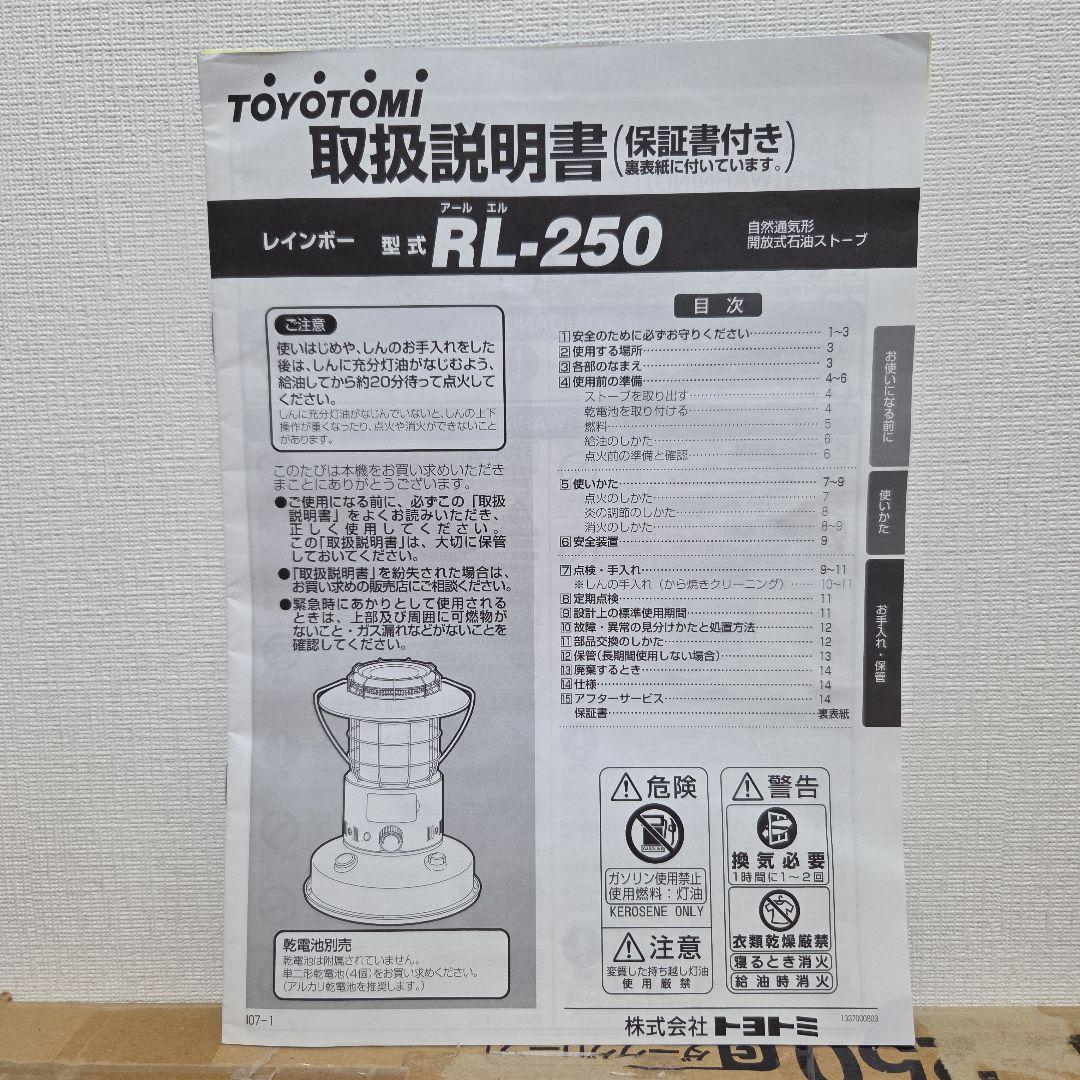 TOYOTOMI
取扱説明書(保証書付き
裏表紙に付いています。)
アール エル
レインボー 型式 RL-250
自然通気形
開放式石油ストーブ
ご注意
使いはじめや、しんのお手入れをした
後は、しんに充分灯油がなじむよう、
給油してから約20分待って点火して
ください。
しんに充分灯油がなじんでいないと、しんの上下
操作が重くなったり、点火や消火ができないこと
があります。
このたびは本機をお買い求めいただき
まことにありがとうございます。
●ご使用になる前に、必ずこの「取扱
説明書」をよくお読みいただき、
正しく使用してください。
この「取扱説明書」は、大切に保管
しておいてください。
●「取扱説明書」を紛失された場合は、
お買い求めの販売店にご相談ください。
●緊急時にあかりとして使用される
ときは、上部及び周囲に可燃物が
ないこと・ガス漏れなどがないことを
確認してください。
乾電池別売
乾電池は附属されていません。
単二形乾電池(4個)をお買い求めください。
(アルカリ乾電池を推奨します。)
I07-1
目次
1 安全のために必ずお守りください 1~3
2 使用する場所 3
3 各部のなまえ 3
4 使用前の準備 4~6
ストーブを取り出す 4
乾電池を取り付ける 4
燃料 5
給油のしかた 6
点火前の準備と確認 6
5 使いかた 7~9
点火のしかた 7
炎の調節のしかた 8
消火のしかた 8~9
6 安全装置 9
7 点検・手入れ 9~11
※しんの手入れ(から焼きクリーニング) 10~11
8 定期点検 11
9 設計上の標準使用期間 11
10 故障・異常の見分けかたと処置方法 12
11 部品交換のしかた 12
12 保管(長期間使用しない場合) 13
13 廃棄するとき 14
14 仕様 14
15 アフターサービス 14
保証書 裏表紙
お使いになる前に
使いかた
お手入れ・保管
危険
ガソリン使用禁止
使用燃料:灯油
KEROSENE ONLY
注意
変質した持ち越し灯油
使用厳禁
警告
換気必要
1時間に1~2回
衣類乾燥厳禁
寝るとき消火
給油時消火
株式会社トヨトミ